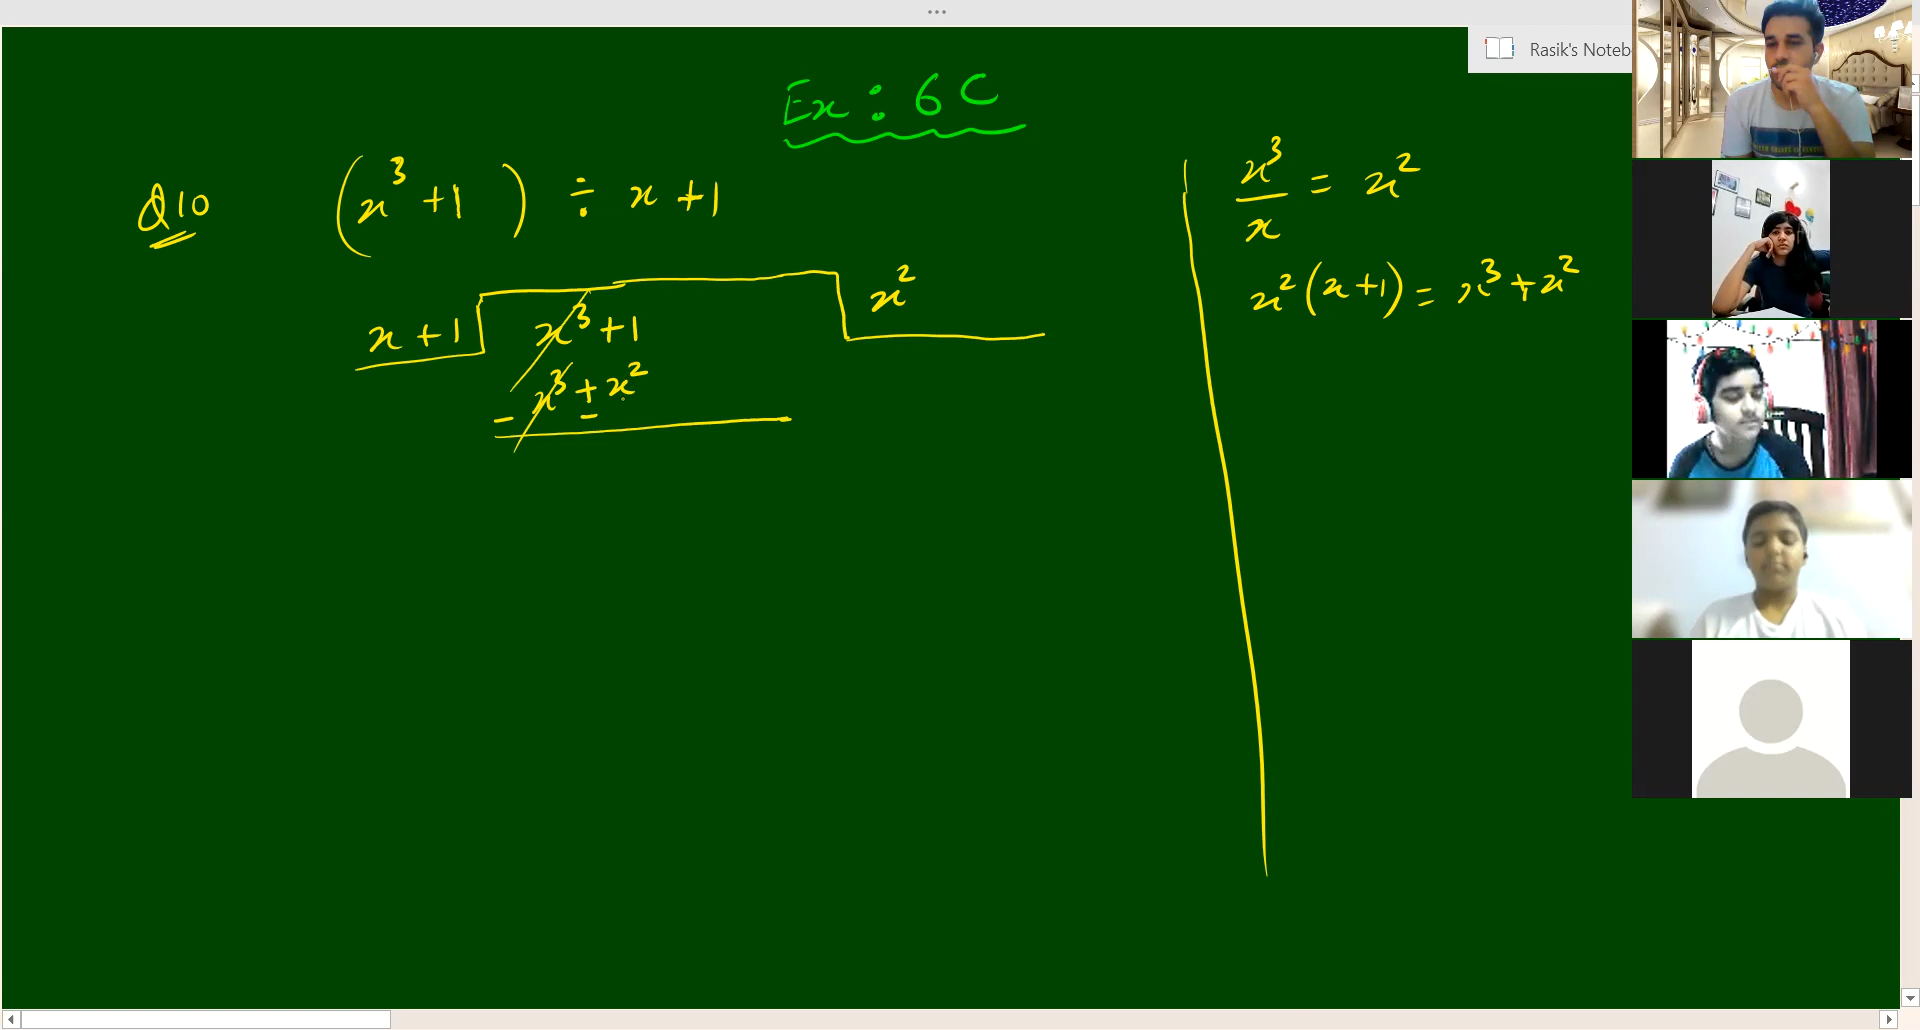 Rasik's Noteb
Ex: 6C
Q10 (x³ + 1) ÷ x + 1
x + 1 x³ + 1 x²
x³ + x²
- -
x³/x = x²
x² (x + 1) = x³ + x²